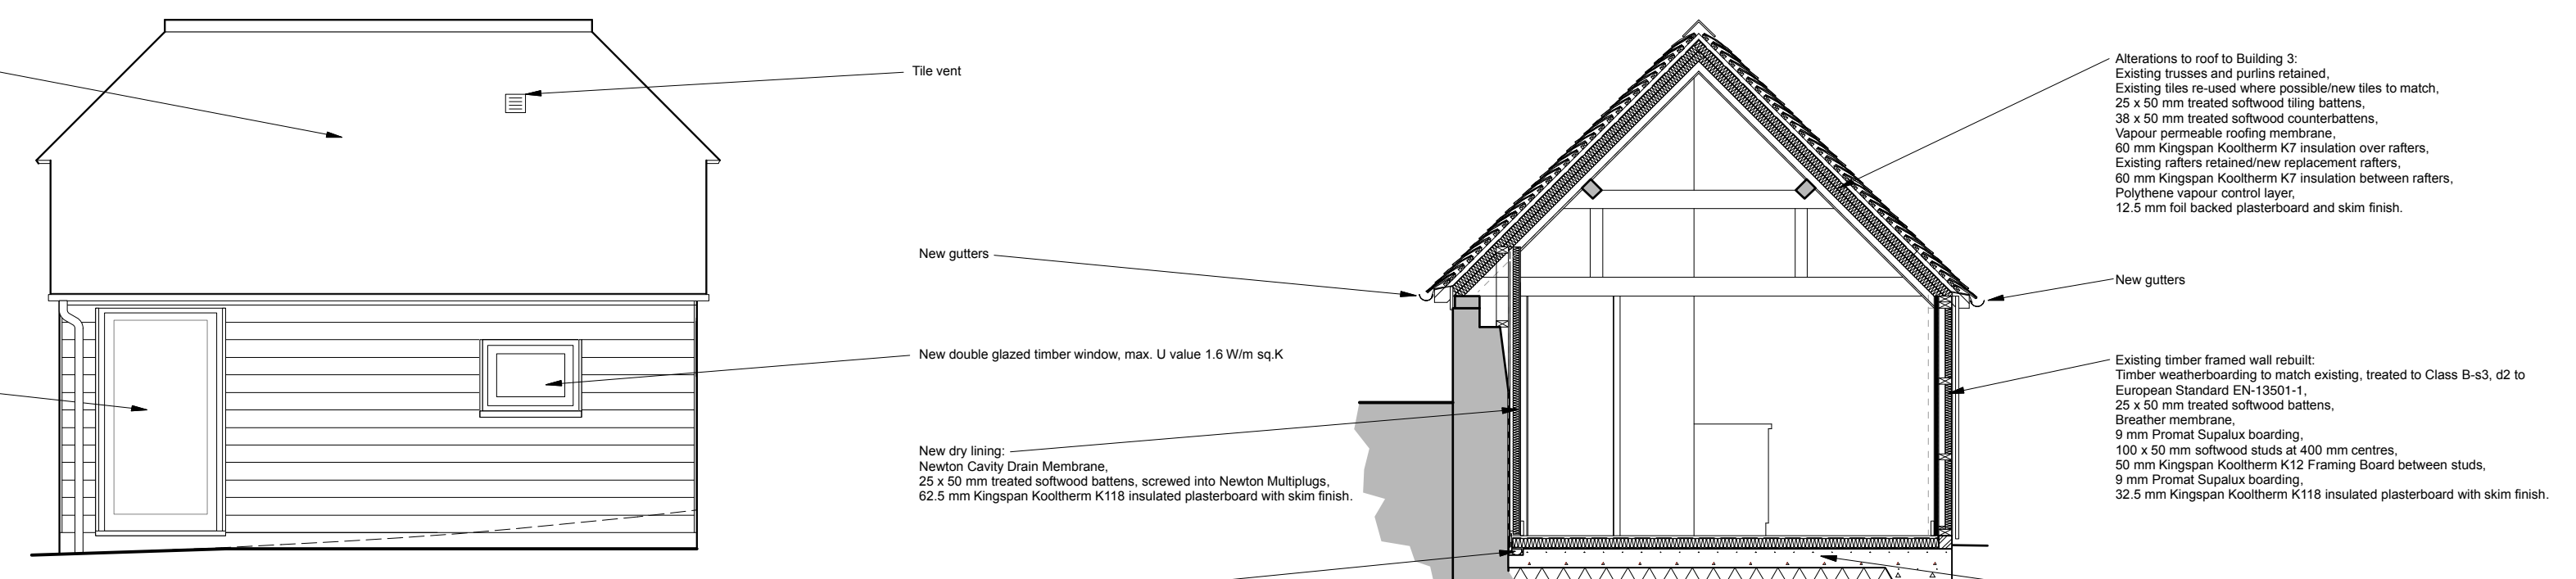 Tile vent
New gutters
New double glazed timber window, max. U value 1.6 W/m sq.K
New dry lining:
Newton Cavity Drain Membrane,
25 x 50 mm treated softwood battens, screwed into Newton Multiplugs,
62.5 mm Kingspan Kooltherm K118 insulated plasterboard with skim finish.
Alterations to roof to Building 3:
Existing trusses and purlins retained,
Existing tiles re-used where possible/new tiles to match,
25 x 50 mm treated softwood tiling battens,
38 x 50 mm treated softwood counterbattens,
Vapour permeable roofing membrane,
60 mm Kingspan Kooltherm K7 insulation over rafters,
Existing rafters retained/new replacement rafters,
60 mm Kingspan Kooltherm K7 insulation between rafters,
Polythene vapour control layer,
12.5 mm foil backed plasterboard and skim finish.
New gutters
Existing timber framed wall rebuilt:
Timber weatherboarding to match existing, treated to Class B-s3, d2 to
European Standard EN-13501-1,
25 x 50 mm treated softwood battens,
Breather membrane,
9 mm Promat Supalux boarding,
100 x 50 mm softwood studs at 400 mm centres,
50 mm Kingspan Kooltherm K12 Framing Board between studs,
9 mm Promat Supalux boarding,
32.5 mm Kingspan Kooltherm K118 insulated plasterboard with skim finish.